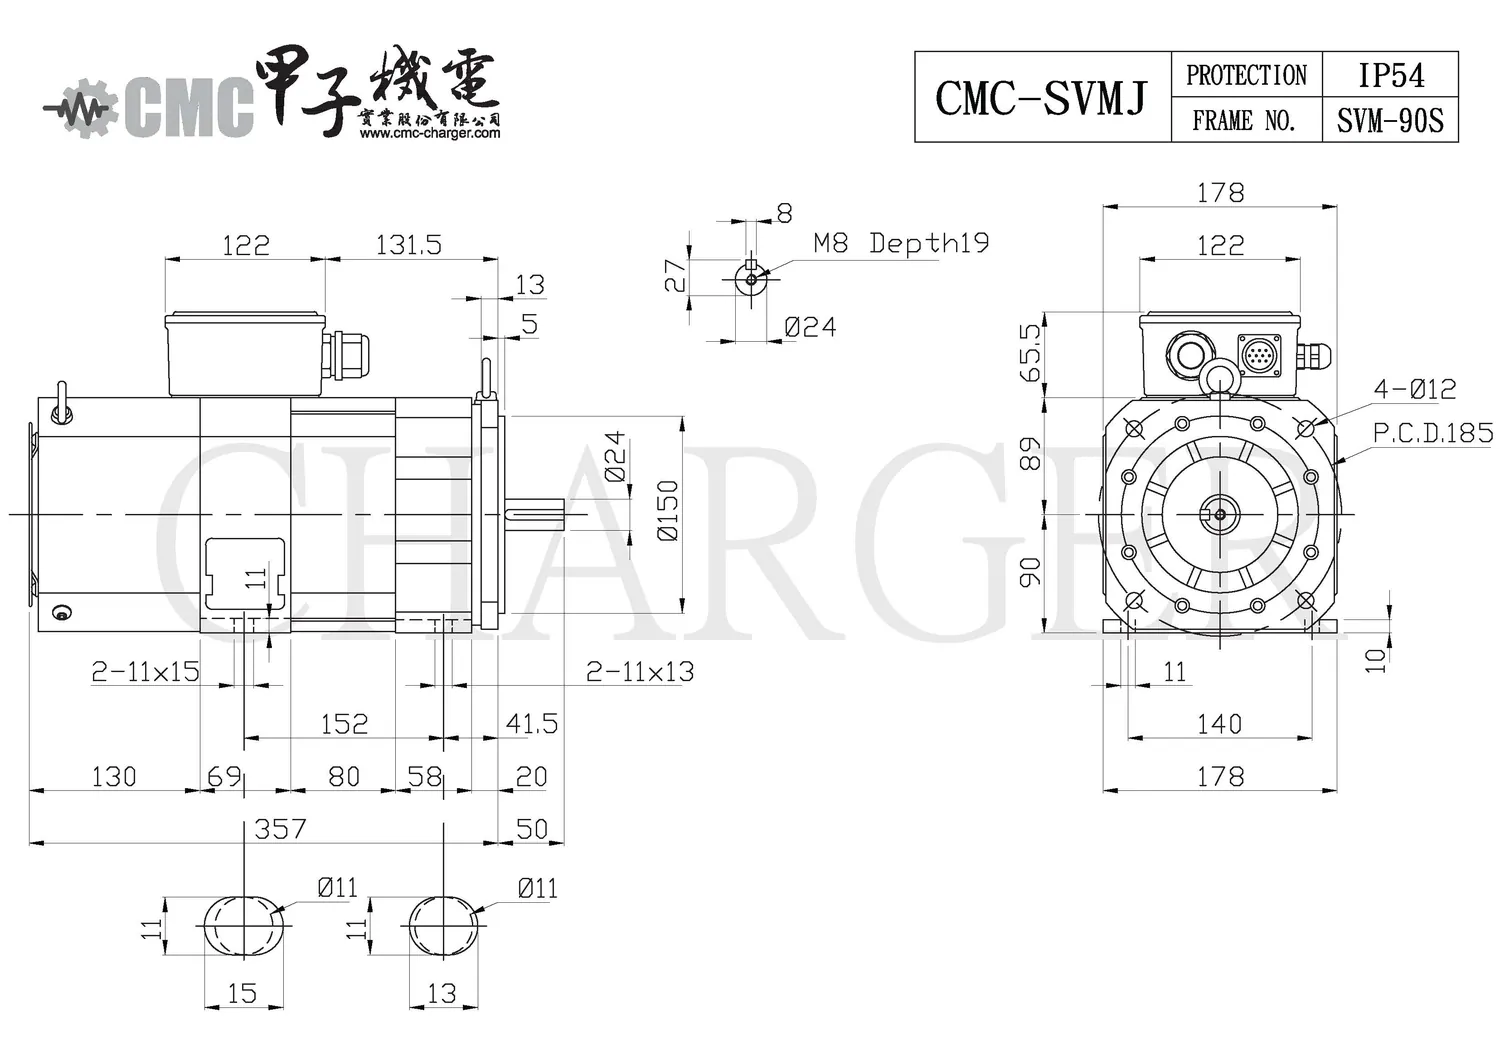 CMC 甲子機電
實業股份有限公司
www.cmc-charger.com
CMC-SVMJ
PROTECTION
IP54
FRAME NO.
SVM-90S
122
131.5
13
5
Ø24
Ø150
11
2-11x15
2-11x13
152
41.5
130
69
80
58
20
357
50
Ø11
11
15
Ø11
11
13
8
M8 Depth19
27
Ø24
178
122
65.5
4-Ø12
P.C.D.185
89
90
10
11
140
178
CHARGER